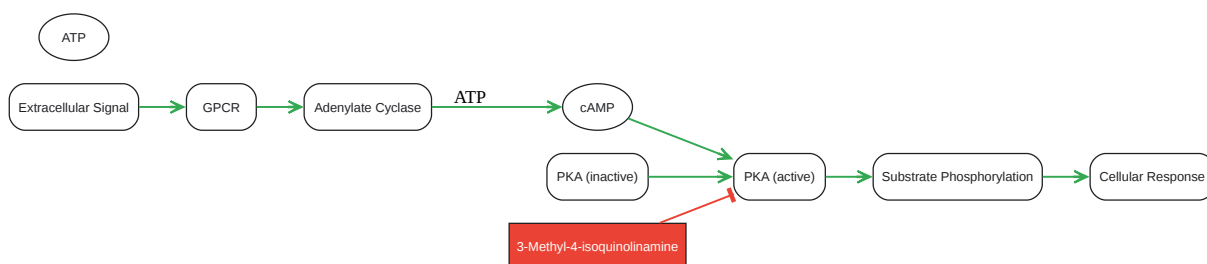 ATP
Extracellular Signal
GPCR
Adenylate Cyclase
ATP
cAMP
PKA (inactive)
PKA (active)
Substrate Phosphorylation
Cellular Response
3-Methyl-4-isoquinolinamine